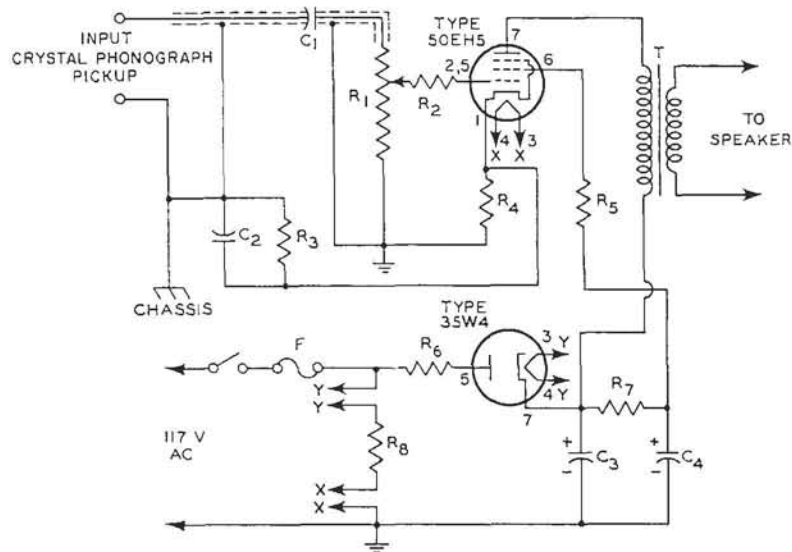 INPUT
CRYSTAL PHONOGRAPH
PICKUP
C1
R1
R2
TYPE
50EH5
7
2,5
6
1
4
3
X
X
T
TO
SPEAKER
R4
R5
C2
R3
CHASSIS
TYPE
35W4
F
R6
5
3
Y
4
Y
7
R7
Y
Y
117 V
AC
R8
X
X
+
-
C3
+
-
C4